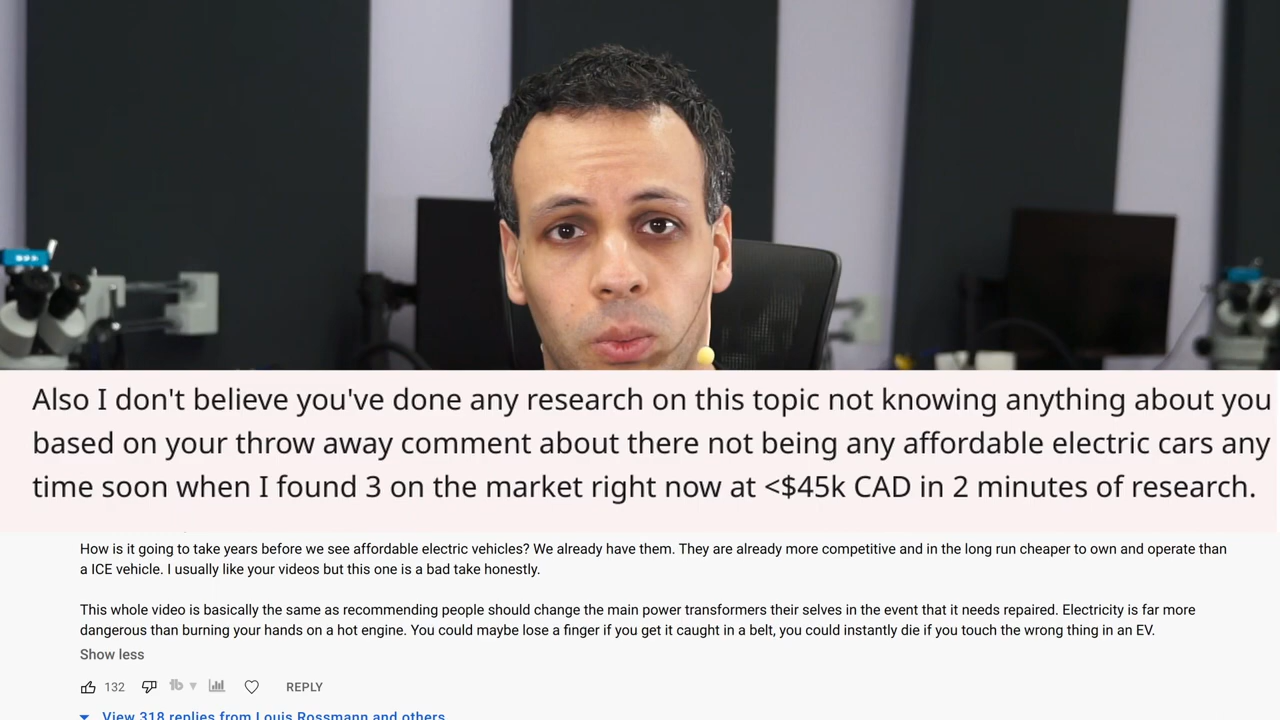 Also I don't believe you've done any research on this topic not knowing anything about you
based on your throw away comment about there not being any affordable electric cars any
time soon when I found 3 on the market right now at <$45k CAD in 2 minutes of research.
How is it going to take years before we see affordable electric vehicles? We already have them. They are already more competitive and in the long run cheaper to own and operate than
a ICE vehicle. I usually like your videos but this one is a bad take honestly.
This whole video is basically the same as recommending people should change the main power transformers their selves in the event that it needs repaired. Electricity is far more
dangerous than burning your hands on a hot engine. You could maybe lose a finger if you get it caught in a belt, you could instantly die if you touch the wrong thing in an EV.
Show less
132 REPLY
View 318 replies from Louis Rossmann and others